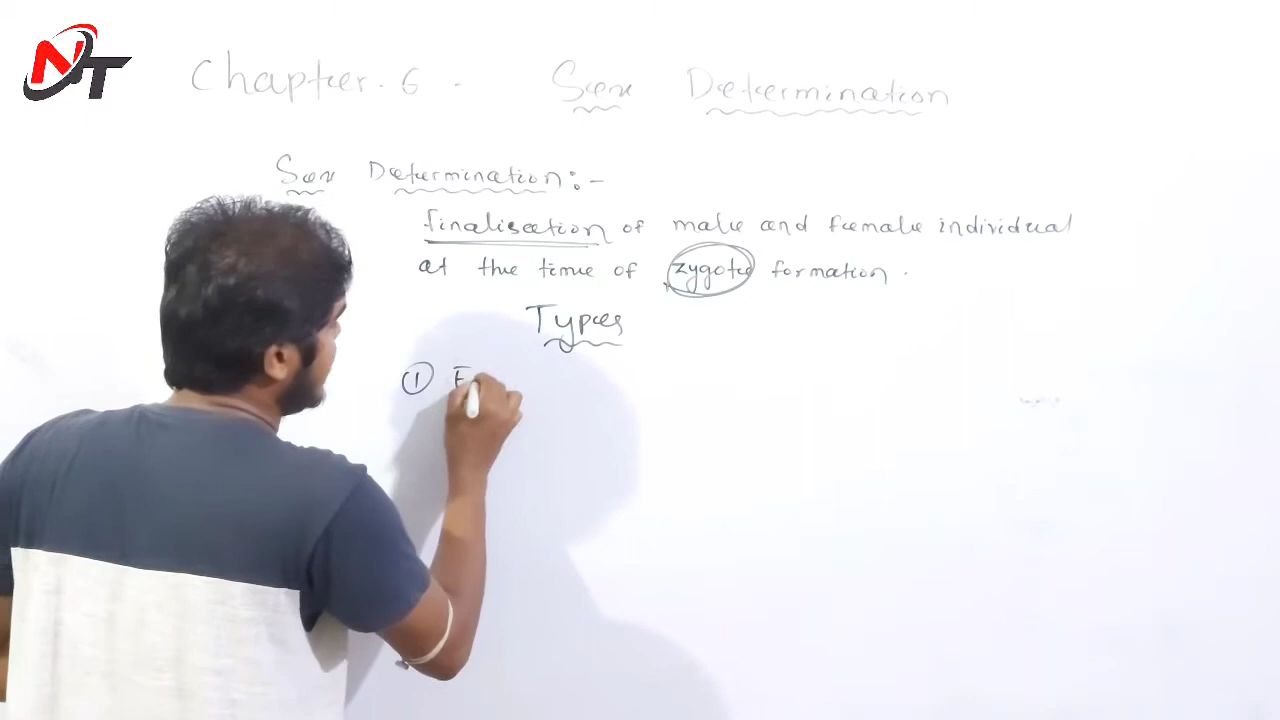 NT
Chapter. 6 . Sex Determination
Sex Determination:-
finalisation of male and female individual
at the time of zygote formation .
Types
① E